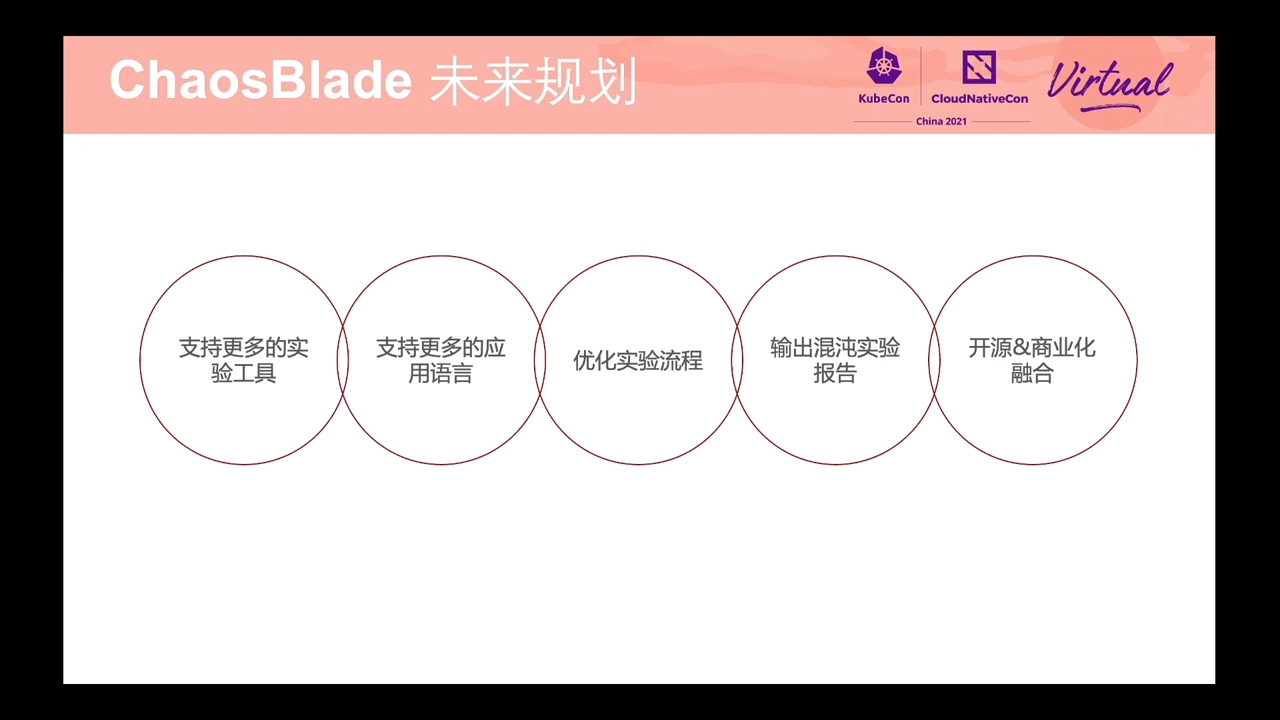 ChaosBlade 未来规划
KubeCon
CloudNativeCon
China 2021
Virtual
支持更多的实
验工具
支持更多的应
用语言
优化实验流程
输出混沌实验
报告
开源&商业化
融合